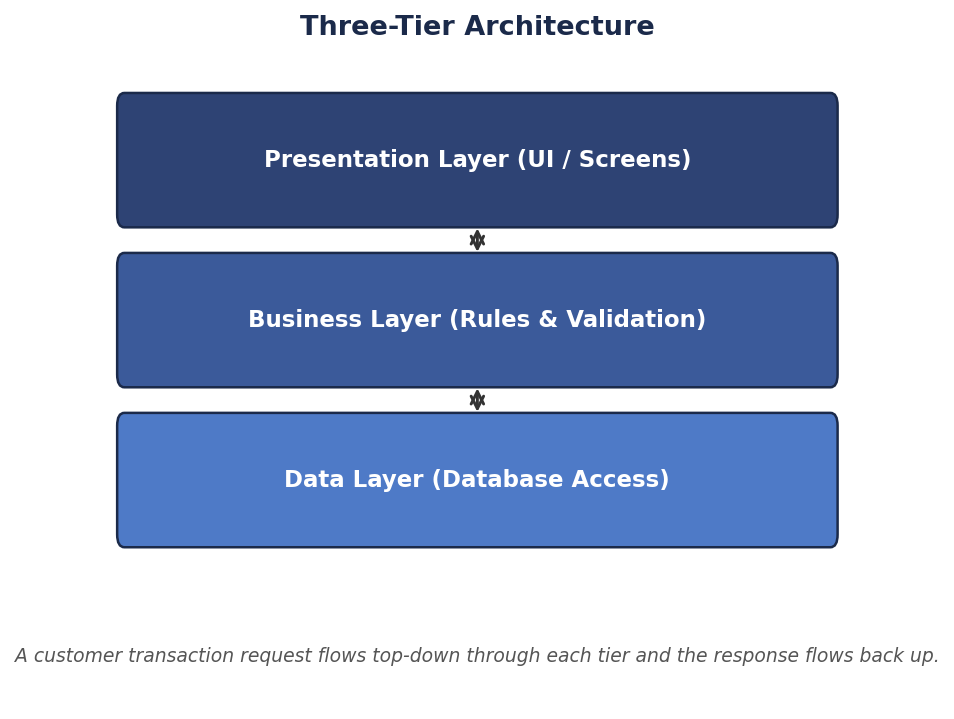 Three-Tier Architecture
Presentation Layer (UI / Screens)
Business Layer (Rules & Validation)
Data Layer (Database Access)
A customer transaction request flows top-down through each tier and the response flows back up.